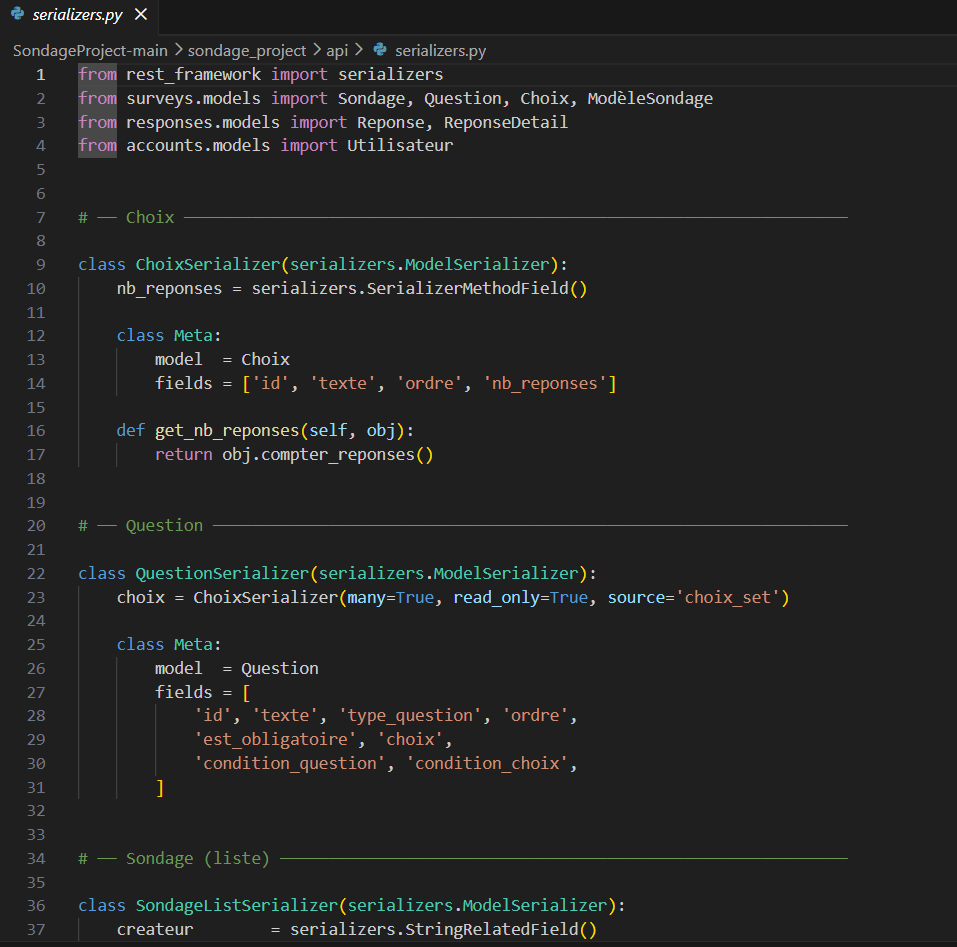 serializers.py ×
SondageProject-main > sondage_project > api > serializers.py
1 from rest_framework import serializers
2 from surveys.models import Sondage, Question, Choix, ModèleSondage
3 from responses.models import Reponse, ReponseDetail
4 from accounts.models import Utilisateur
5
6
7 # ── Choix ──────────────────────────────────────────────────────────────────────
8
9 class ChoixSerializer(serializers.ModelSerializer):
10     nb_reponses = serializers.SerializerMethodField()
11
12     class Meta:
13         model  = Choix
14         fields = ['id', 'texte', 'ordre', 'nb_reponses']
15
16     def get_nb_reponses(self, obj):
17         return obj.compter_reponses()
18
19
20 # ── Question ───────────────────────────────────────────────────────────────────
21
22 class QuestionSerializer(serializers.ModelSerializer):
23     choix = ChoixSerializer(many=True, read_only=True, source='choix_set')
24
25     class Meta:
26         model  = Question
27         fields = [
28             'id', 'texte', 'type_question', 'ordre',
29             'est_obligatoire', 'choix',
30             'condition_question', 'condition_choix',
31         ]
32
33
34 # ── Sondage (liste) ────────────────────────────────────────────────────────────
35
36 class SondageListSerializer(serializers.ModelSerializer):
37     createur        = serializers.StringRelatedField()